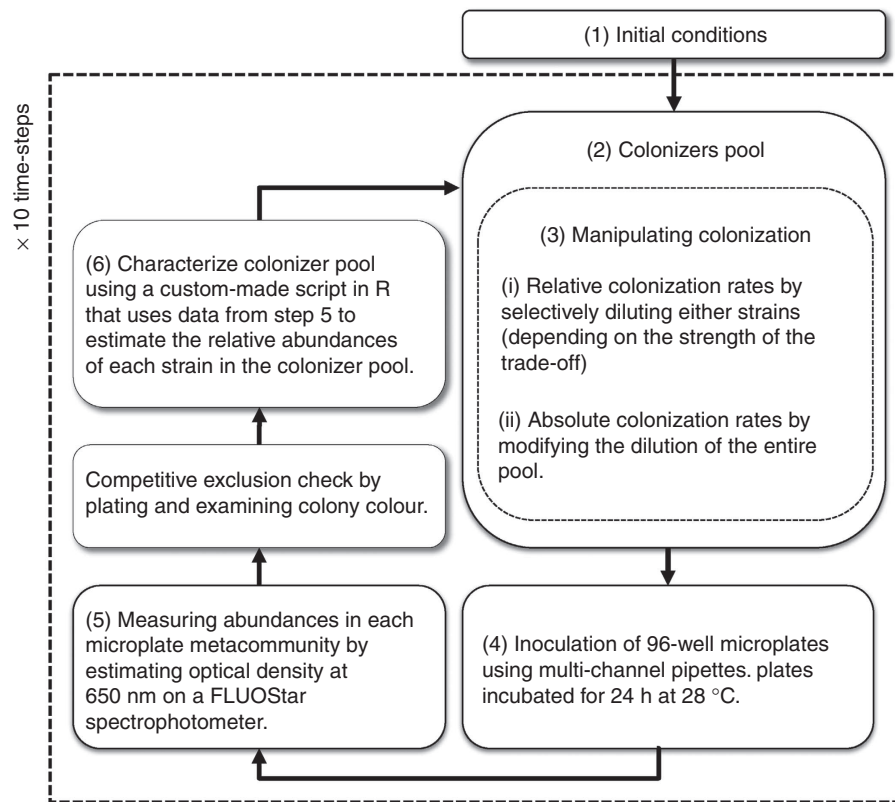 (1) Initial conditions
× 10 time-steps
(2) Colonizers pool
(3) Manipulating colonization
(i) Relative colonization rates by
selectively diluting either strains
(depending on the strength of the
trade-off)
(ii) Absolute colonization rates by
modifying the dilution of the entire
pool.
(4) Inoculation of 96-well microplates
using multi-channel pipettes. plates
incubated for 24 h at 28 °C.
(5) Measuring abundances in each
microplate metacommunity by
estimating optical density at
650 nm on a FLUOStar
spectrophotometer.
Competitive exclusion check by
plating and examining colony colour.
(6) Characterize colonizer pool
using a custom-made script in R
that uses data from step 5 to
estimate the relative abundances
of each strain in the colonizer pool.